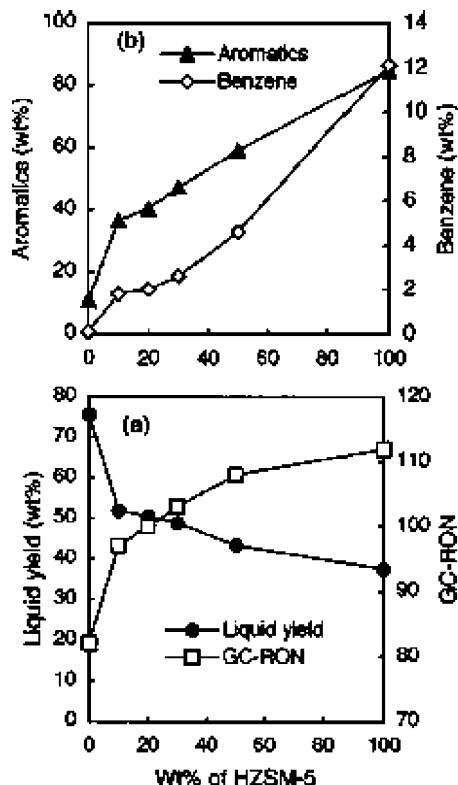 (b)
Aromatics
Benzene
Aromatics (wt%)
100
80
60
40
20
0
Benzene (wt%)
14
12
10
8
6
4
2
0
0 20 40 60 80 100
(a)
Liquid yield
GC-RON
Liquid yield (wt%)
80
70
60
50
40
30
20
10
0
GC-RON
120
110
100
90
80
70
0 20 40 60 80 100
Wt% of HZSM-5